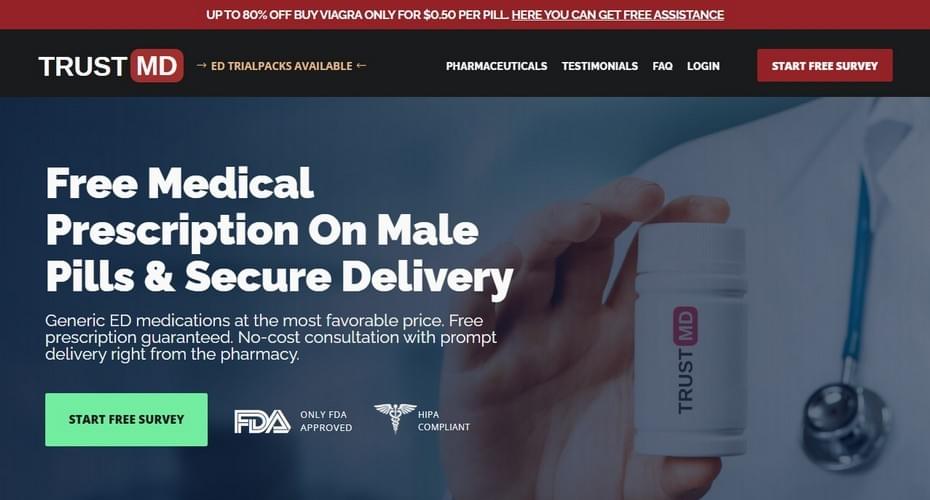 UP TO 80% OFF BUY VIAGRA ONLY FOR $0.50 PER PILL. HERE YOU CAN GET FREE ASSISTANCE
TRUST MD
→ ED TRIALPACKS AVAILABLE ←
PHARMACEUTICALS TESTIMONIALS FAQ LOGIN
START FREE SURVEY
Free Medical
Prescription On Male
Pills & Secure Delivery
Generic ED medications at the most favorable price. Free
prescription guaranteed. No-cost consultation with prompt
delivery right from the pharmacy.
START FREE SURVEY
FDA
ONLY FDA
APPROVED
HIPA
COMPLIANT
TRUST MD